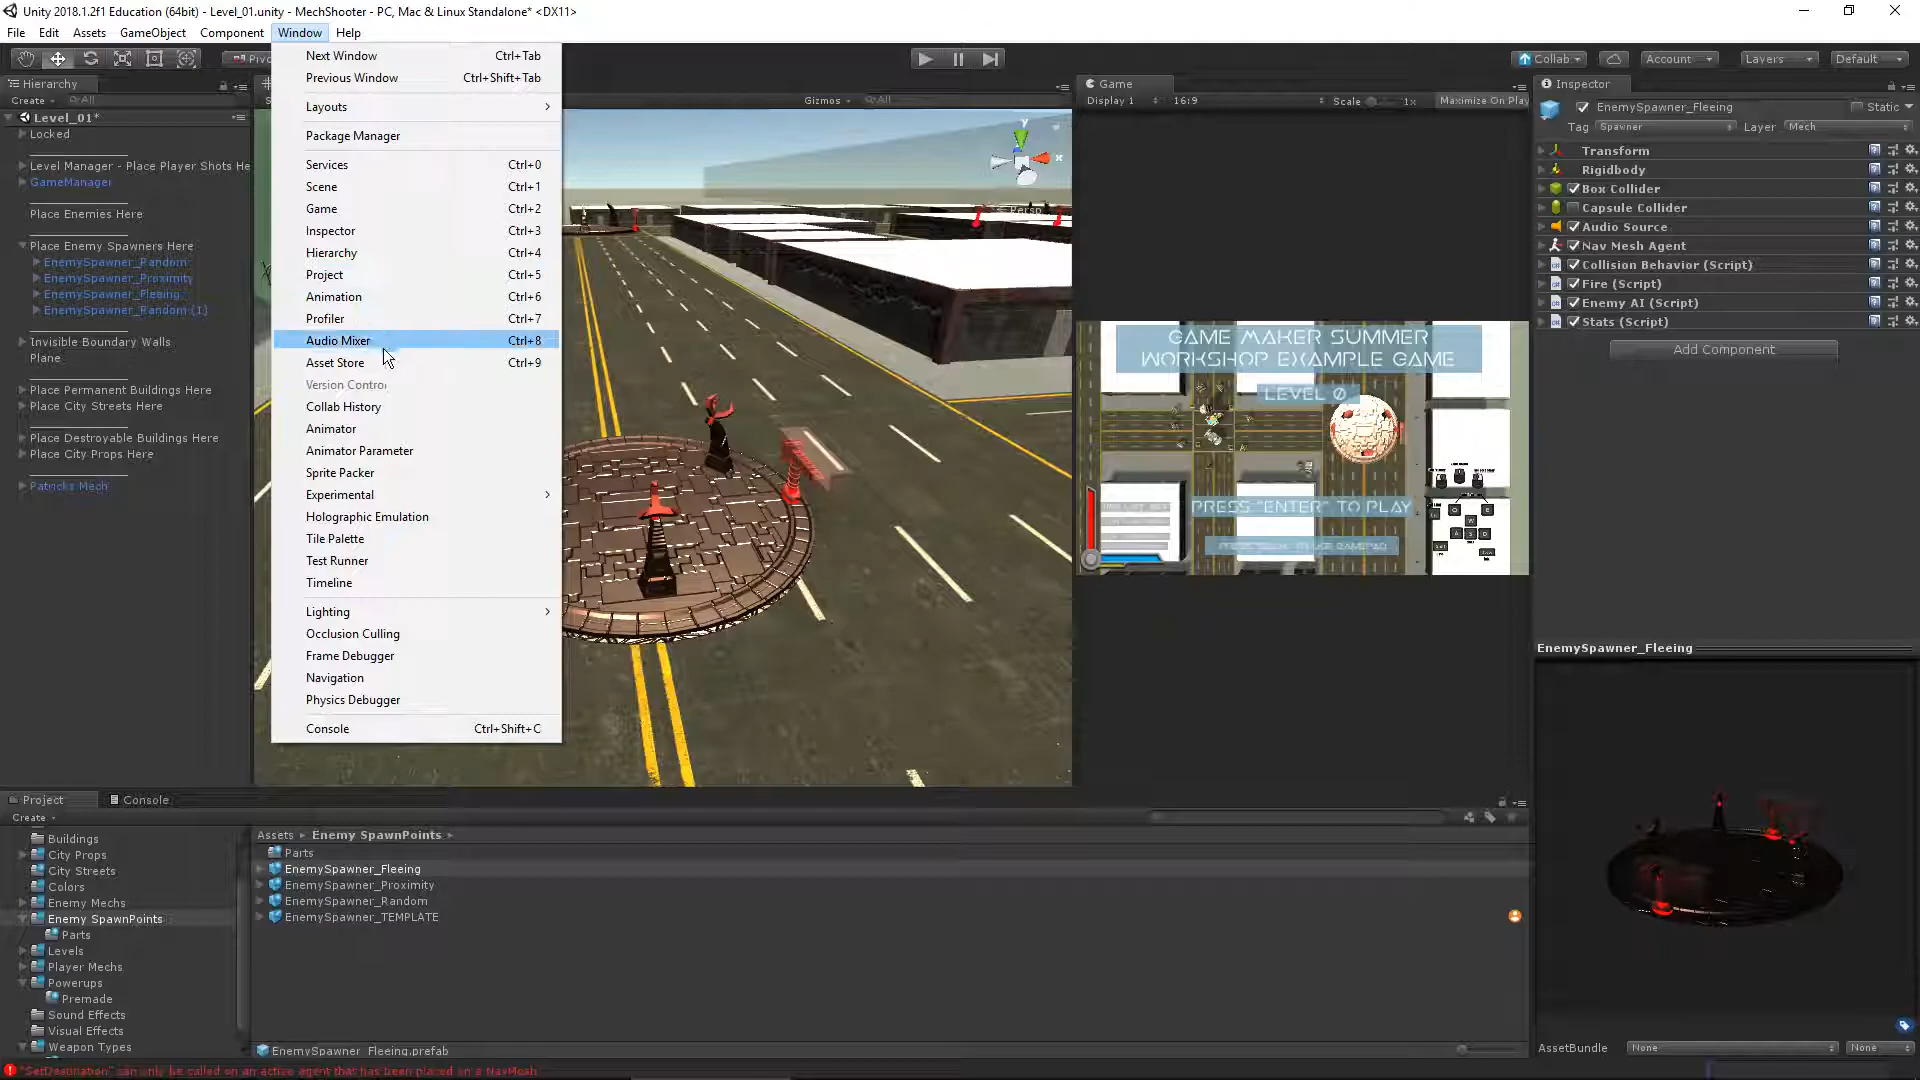 Unity 2018.1.2f1 Education (64bit) - Level_01.unity - MechShooter - PC, Mac & Linux Standalone* <DX11>
File Edit Assets GameObject Component Window Help
Pivo
Collab Account Layers Default
Hierarchy
Create All
Level_01*
Locked
Level Manager - Place Player Shots He
GameManager
Place Enemies Here
Place Enemy Spawners Here
EnemySpawner_Random
EnemySpawner_Proximity
EnemySpawner_Fleeing
EnemySpawner_Random (1)
Invisible Boundary Walls
Plane
Place Permanent Buildings Here
Place City Streets Here
Place Destroyable Buildings Here
Place City Props Here
Patricks Mech
Next Window Ctrl+Tab
Previous Window Ctrl+Shift+Tab
Layouts
Package Manager
Services Ctrl+0
Scene Ctrl+1
Game Ctrl+2
Inspector Ctrl+3
Hierarchy Ctrl+4
Project Ctrl+5
Animation Ctrl+6
Profiler Ctrl+7
Audio Mixer Ctrl+8
Asset Store Ctrl+9
Version Control
Collab History
Animator
Animator Parameter
Sprite Packer
Experimental
Holographic Emulation
Tile Palette
Test Runner
Timeline
Lighting
Occlusion Culling
Frame Debugger
Navigation
Physics Debugger
Console Ctrl+Shift+C
Gizmos All
y
x
Persp
Game
Display 1 16:9 Scale 1x Maximize On Play
GAME MAKER SUMMER
WORKSHOP EXAMPLE GAME
LEVEL 0
PRESS "ENTER" TO PLAY
Inspector
EnemySpawner_Fleeing Static
Tag Spawner Layer Mech
Transform
Rigidbody
Box Collider
Capsule Collider
Audio Source
Nav Mesh Agent
Collision Behavior (Script)
Fire (Script)
Enemy AI (Script)
Stats (Script)
Add Component
EnemySpawner_Fleeing
AssetBundle None None
Project Console
Create
Buildings
City Props
City Streets
Colors
Enemy Mechs
Enemy SpawnPoints
Parts
Levels
Player Mechs
Powerups
Premade
Sound Effects
Visual Effects
Weapon Types
Assets Enemy SpawnPoints
Parts
EnemySpawner_Fleeing
EnemySpawner_Proximity
EnemySpawner_Random
EnemySpawner_TEMPLATE
EnemySpawner_Fleeing.prefab
"SetDestination" can only be called on an active agent that has been placed on a NavMesh.